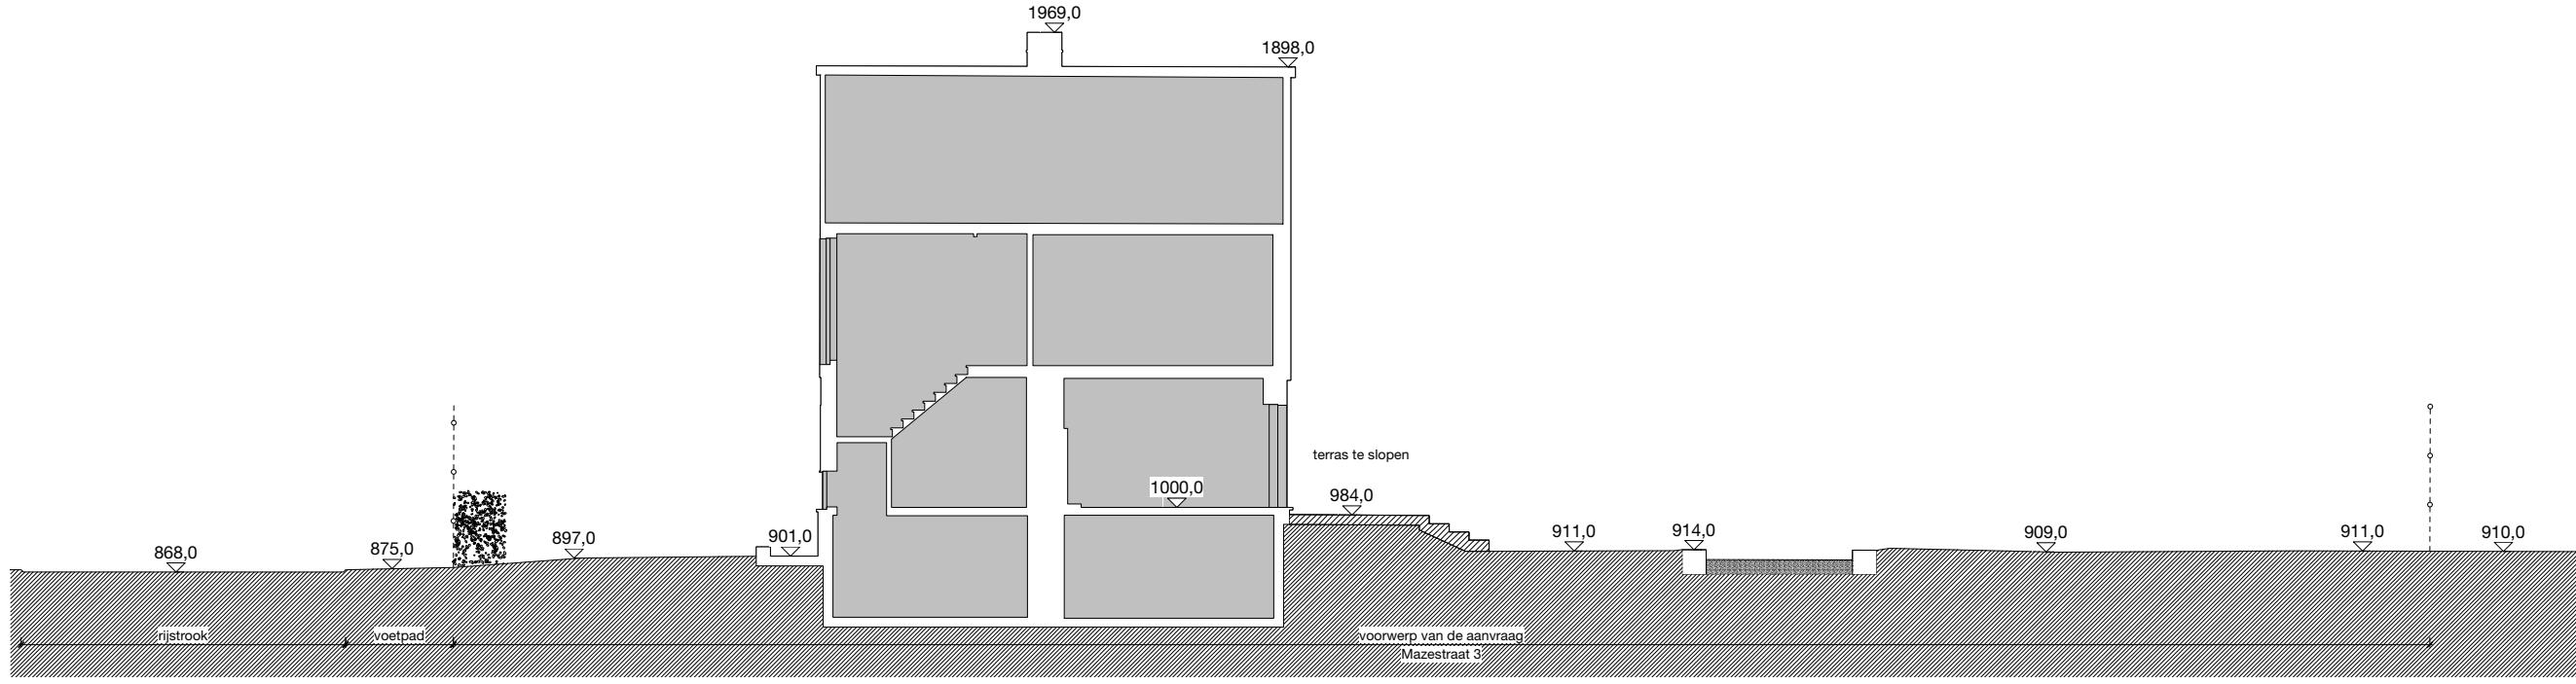 1969,0
1898,0
terras te slopen
1000,0
984,0
868,0
875,0
897,0
901,0
911,0
914,0
909,0
911,0
910,0
rijstrook
voetpad
voorwerp van de aanvraag
Mazestraat 3